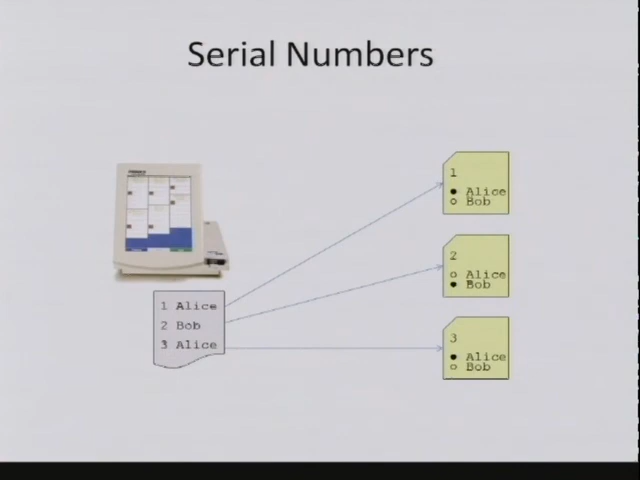 Serial Numbers
1
● Alice
○ Bob
2
○ Alice
● Bob
1 Alice
2 Bob
3 Alice
3
● Alice
○ Bob